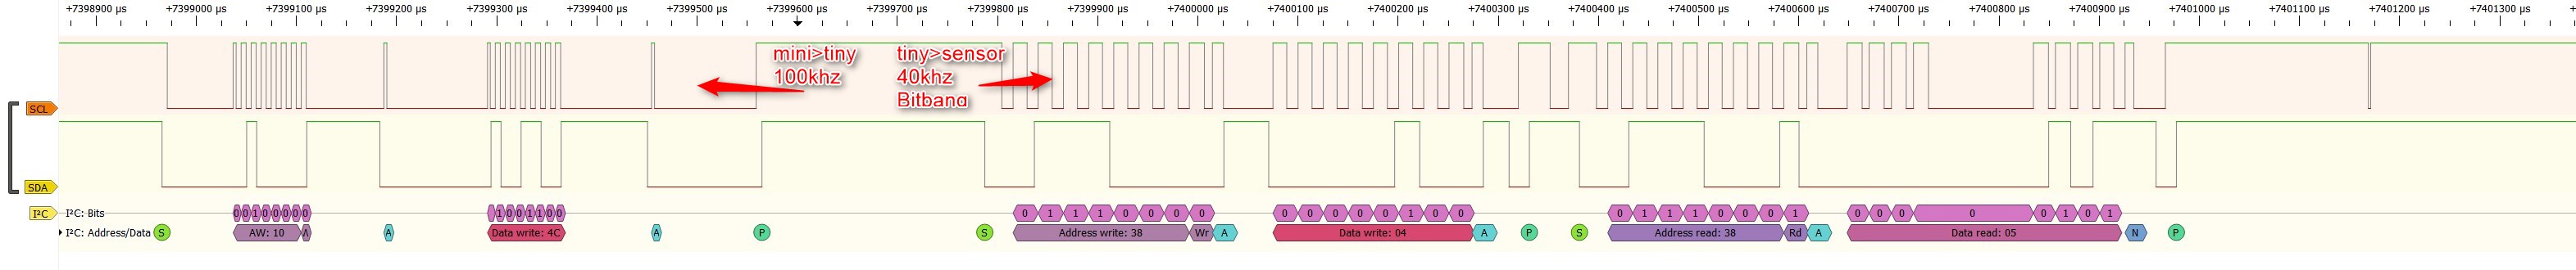 +7398900 µs +7399000 µs +7399100 µs +7399200 µs +7399300 µs +7399400 µs +7399500 µs +7399600 µs +7399700 µs +7399800 µs +7399900 µs +7400000 µs +7400100 µs +7400200 µs +7400300 µs +7400400 µs +7400500 µs +7400600 µs +7400700 µs +7400800 µs +7400900 µs +7401000 µs +7401100 µs +7401200 µs +7401300 µs +
mini>tiny tiny>sensor
100khz 40khz
Bitbang
SCL
SDA
I²C I²C: Bits 0 0 1 0 0 0 0 0 1 0 0 1 1 0 0 0 1 1 1 0 0 0 0 0 0 0 0 0 1 0 0 0 1 1 1 0 0 0 1 0 0 0 0 0 1 0 1
I²C: Address/Data S AW: 10 A Data write: 4C A P S Address write: 38 Wr A Data write: 04 A P S Address read: 38 Rd A Data read: 05 N P